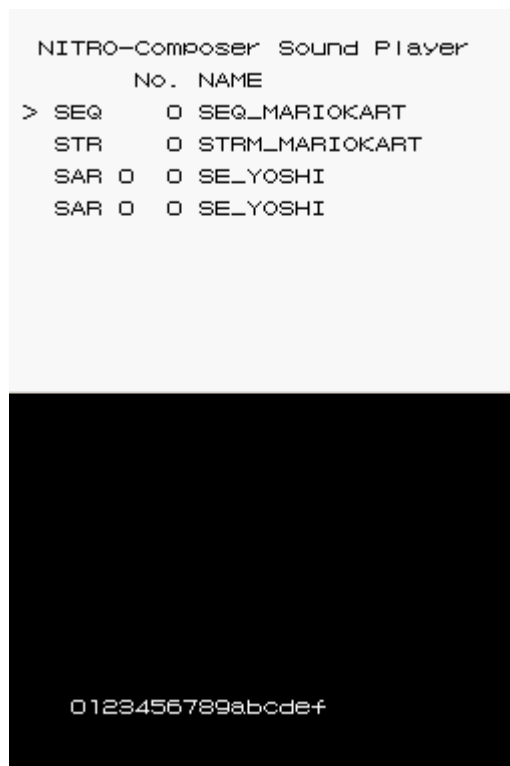 NITRO-Composer Sound Player
No. NAME
> SEQ 0 SEQ_MARIOKART
STR 0 STRM_MARIOKART
SAR 0 0 SE_YOSHI
SAR 0 0 SE_YOSHI
0123456789abcdef